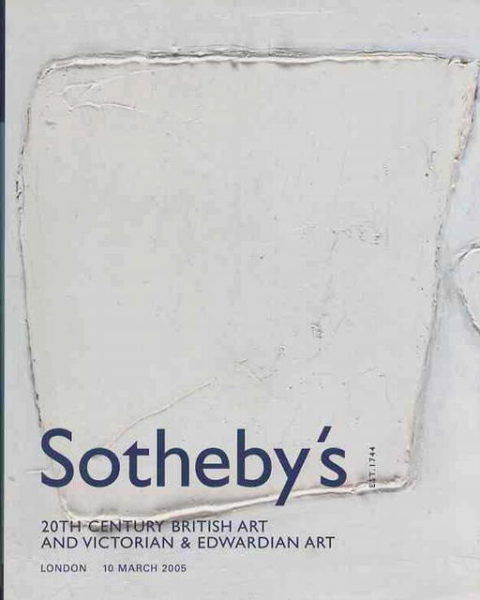 Sotheby's
EST.1744
20TH CENTURY BRITISH ART
AND VICTORIAN & EDWARDIAN ART
LONDON 10 MARCH 2005